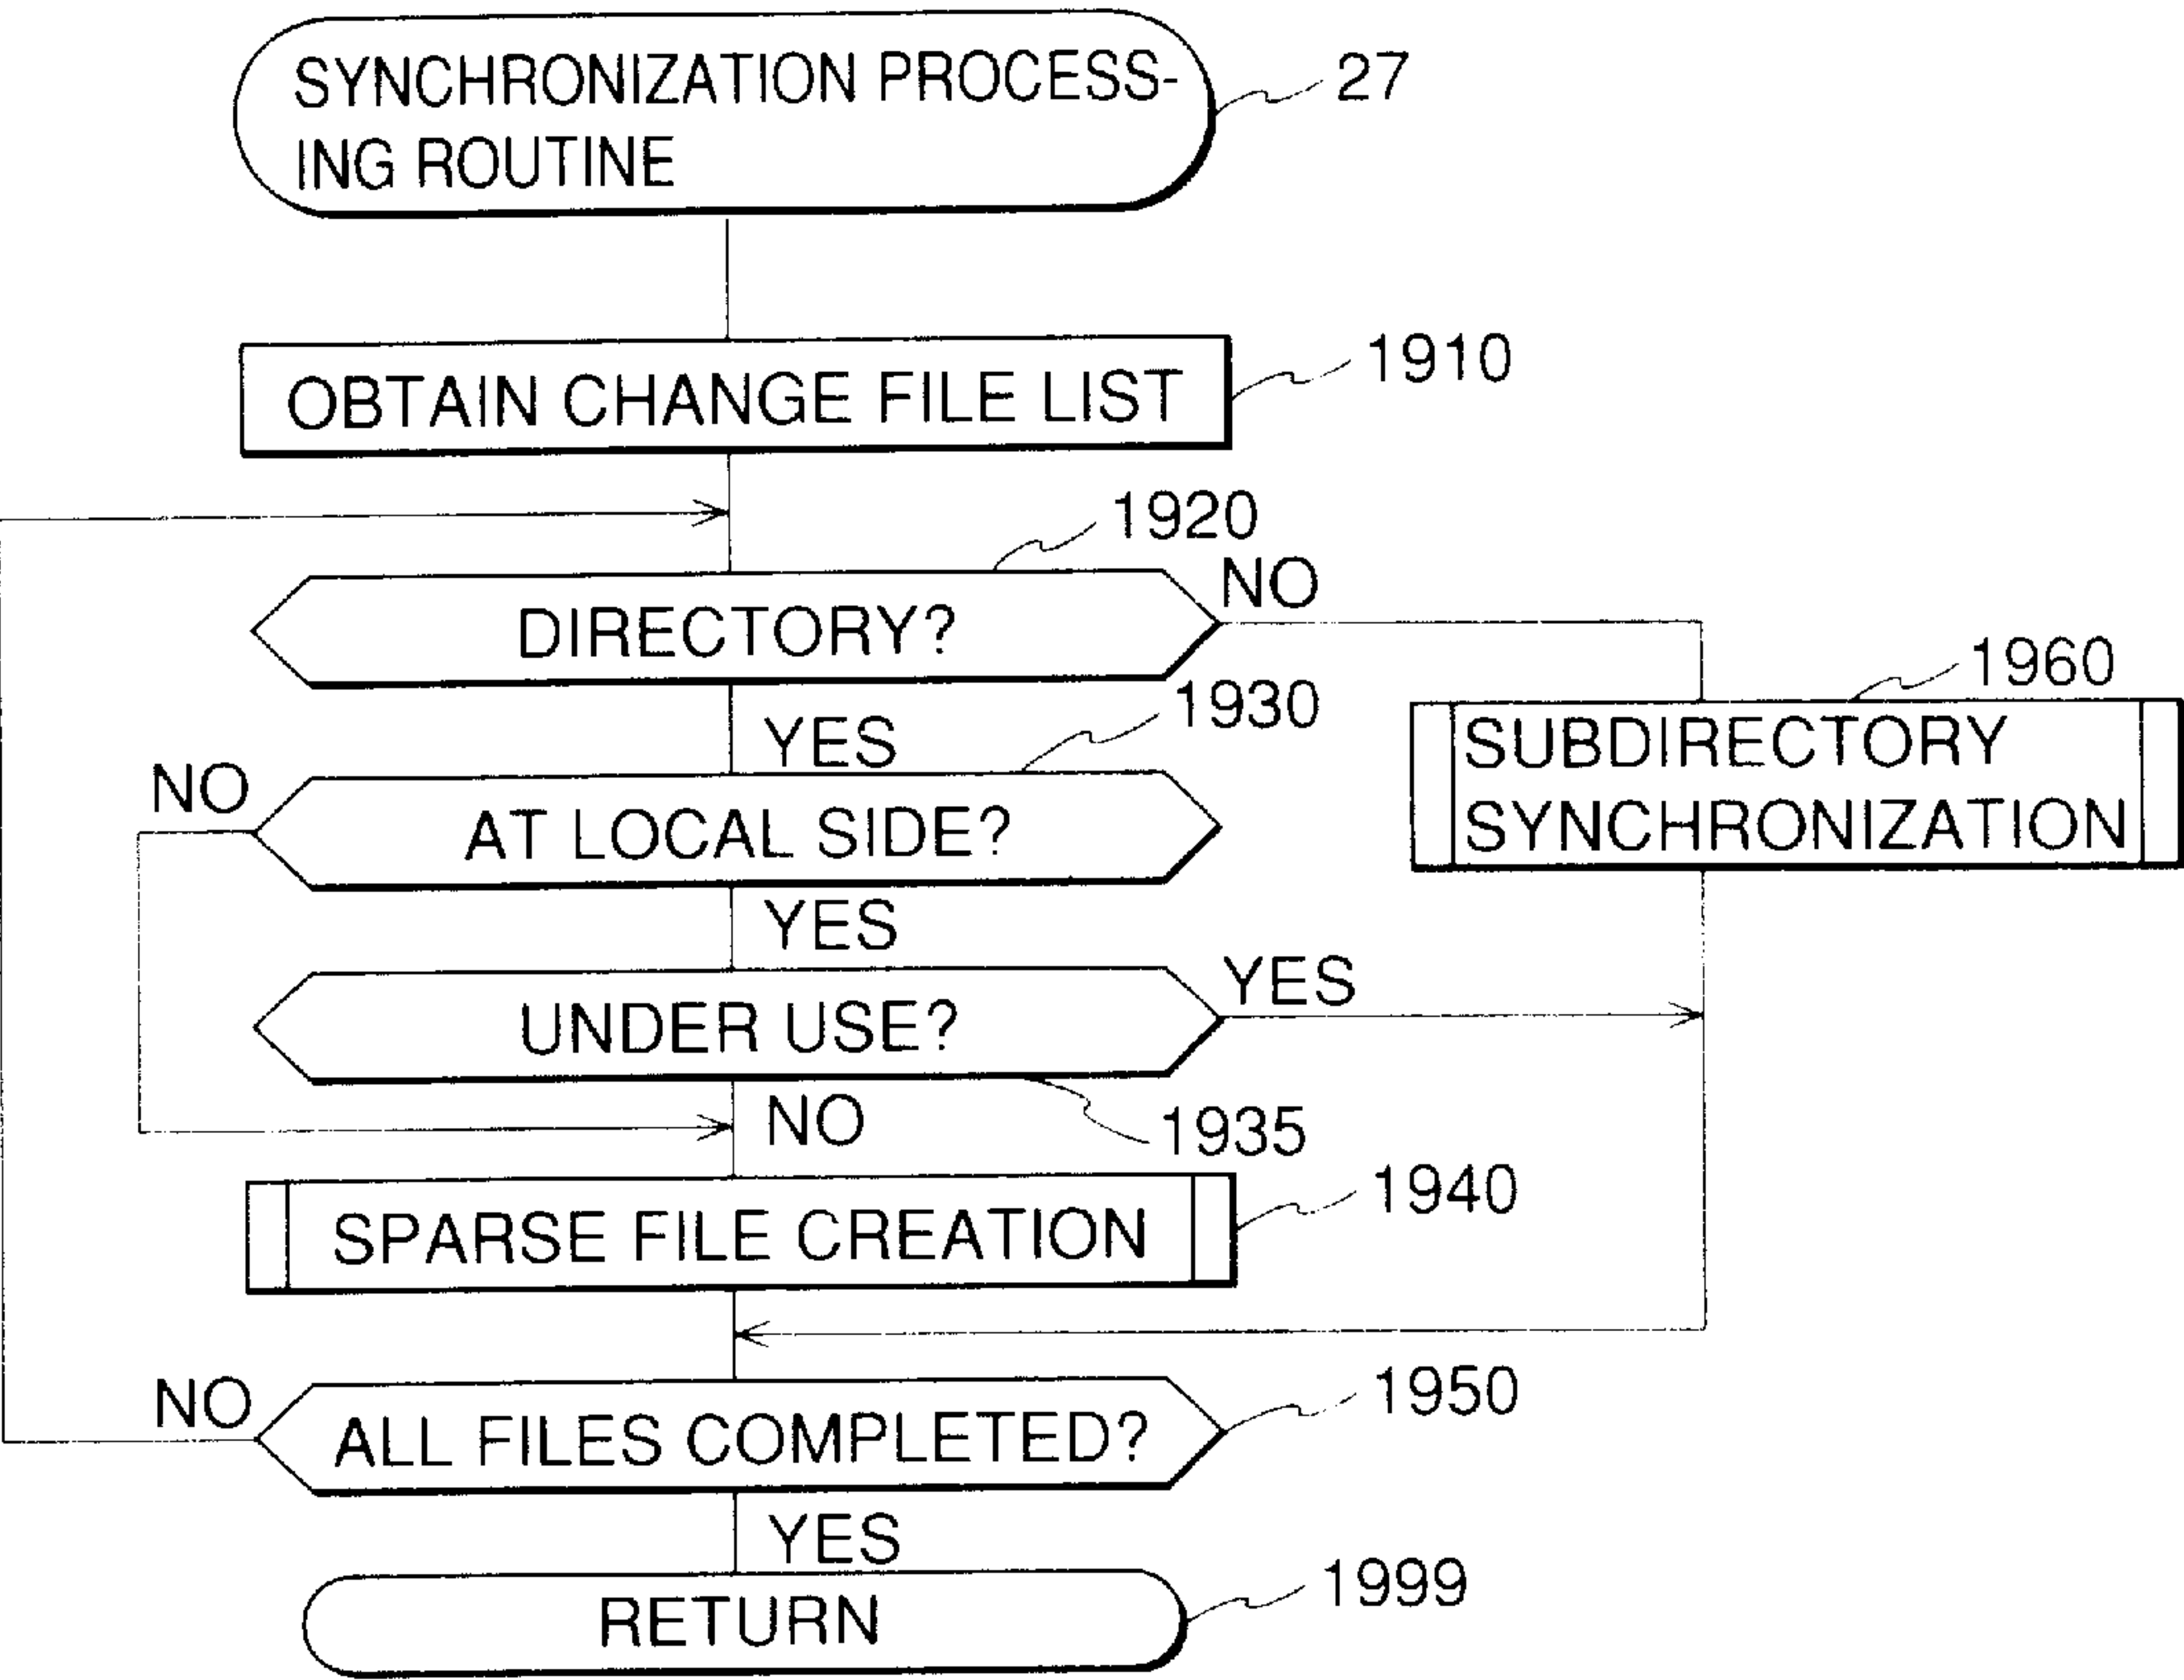 SYNCHRONIZATION PROCESS-
ING ROUTINE
27
OBTAIN CHANGE FILE LIST
1910
1920
DIRECTORY?
NO
YES
1930
1960
SUBDIRECTORY
SYNCHRONIZATION
NO
AT LOCAL SIDE?
YES
UNDER USE?
YES
NO
1935
SPARSE FILE CREATION
1940
NO
ALL FILES COMPLETED?
1950
YES
RETURN
1999